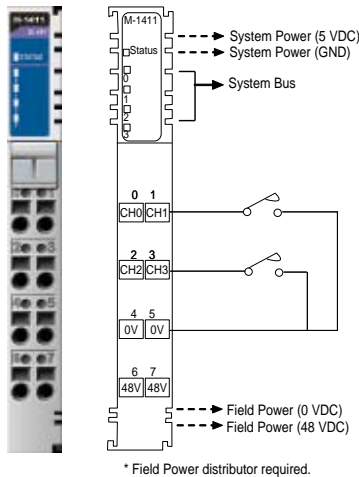 M-1411
M-1411
Status
0
1
2
3
System Power (5 VDC)
System Power (GND)
System Bus
0 1
CH0 CH1
2 3
CH2 CH3
4 5
0V 0V
6 7
48V 48V
Field Power (0 VDC)
Field Power (48 VDC)
* Field Power distributor required.